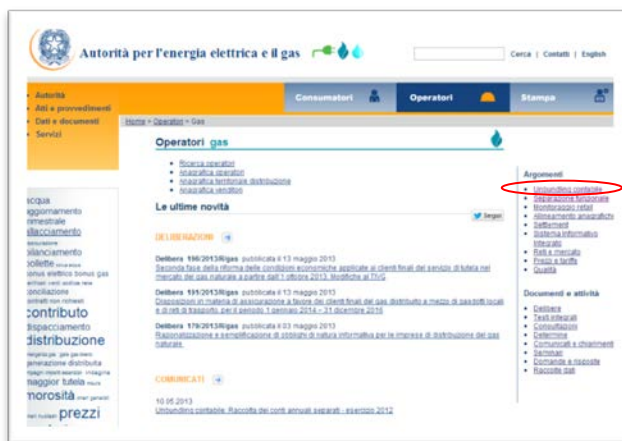 Autorità per l'energia elettrica e il gas
Cerca | Contatti | English
Autorità
Atti e provvedimenti
Dati e documenti
Servizi
Consumatori
Operatori
Stampa
Home > Operatori > Gas
Operatori gas
Ricerca operatori
Anagrafica operatori
Anagrafica territoriale distribuzione
Anagrafica venditori
Le ultime novità
Segui
DELIBERAZIONI
Delibera 196/2013/R/gas pubblicata il 13 maggio 2013
Seconda fase della riforma delle condizioni economiche applicate ai clienti finali del servizio di tutela nel
mercato del gas naturale a partire dall'1 ottobre 2013. Modifiche al TIVG
Delibera 191/2013/R/gas pubblicata il 13 maggio 2013
Disposizioni in materia di assicurazione a favore dei clienti finali del gas distribuito a mezzo di gasdotti locali
e di reti di trasporto, per il periodo 1 gennaio 2014 – 31 dicembre 2016
Delibera 179/2013/R/gas pubblicata il 03 maggio 2013
Razionalizzazione e semplificazione di obblighi di natura informativa per le imprese di distribuzione del gas
naturale
COMUNICATI
10.05.2013
Unbundling contabile. Raccolta dei conti annuali separati - esercizio 2012
Argomenti
Unbundling contabile
Separazione funzionale
Monitoraggio retail
Allineamento anagrafiche
Settlement
Sistema Informativo
Integrato
Reti e mercato
Prezzi e tariffe
Qualità
Documenti e attività
Delibere
Testi integrati
Consultazioni
Determine
Comunicati e chiarimenti
Seminari
Domande e risposte
Raccolte dati
acqua
aggiornamento
trimestrale
allacciamento
bilanciamento
bollette
bonus elettrico bonus gas
conciliazione
contratti non richiesti
contributo
dispacciamento
distribuzione
generazione distribuita
maggior tutela
morosità
prezzi